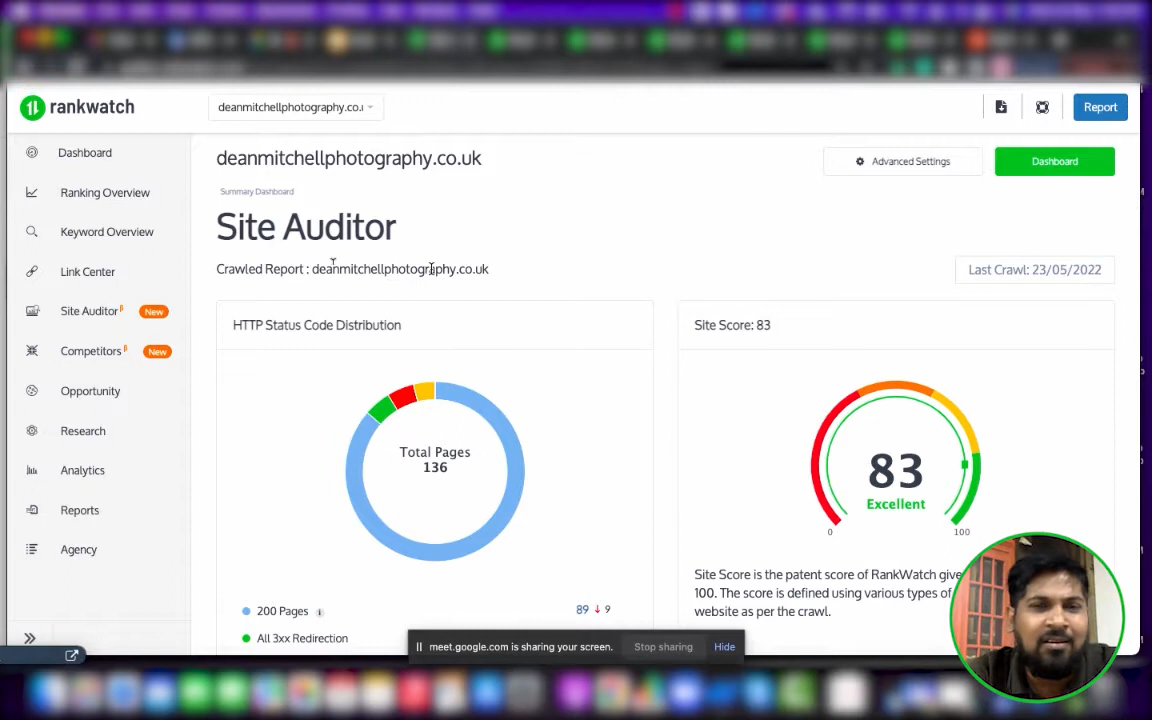 rankwatch
deanmitchellphotography.co.u
Report
Dashboard
Ranking Overview
Keyword Overview
Link Center
Site Auditor β New
Competitors β New
Opportunity
Research
Analytics
Reports
Agency
deanmitchellphotography.co.uk
Advanced Settings
Dashboard
Summary Dashboard
Site Auditor
Crawled Report : deanmitchellphotography.co.uk
Last Crawl: 23/05/2022
HTTP Status Code Distribution
Total Pages
136
200 Pages
89 ↓ 9
All 3xx Redirection
Site Score: 83
83
Excellent
0
100
Site Score is the patent score of RankWatch give
100. The score is defined using various types of
website as per the crawl.
meet.google.com is sharing your screen.
Stop sharing
Hide